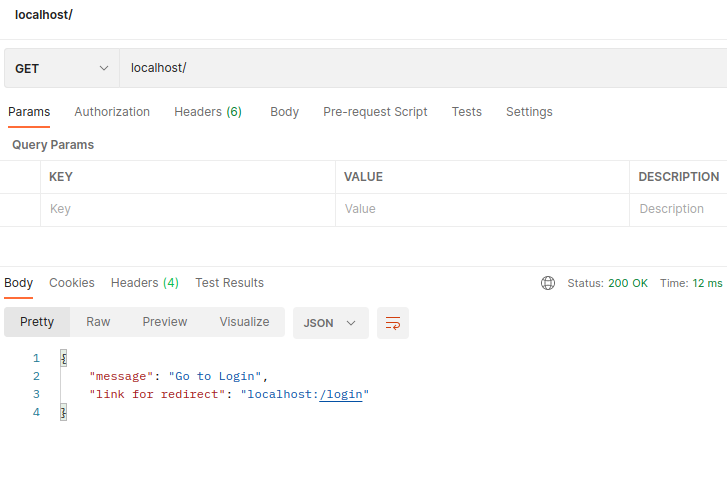 localhost/
GET localhost/
Params Authorization Headers (6) Body Pre-request Script Tests Settings
Query Params
KEY VALUE DESCRIPTION
Key Value Description
Body Cookies Headers (4) Test Results Status: 200 OK Time: 12 ms
Pretty Raw Preview Visualize JSON
1 {
2 "message": "Go to Login",
3 "link for redirect": "localhost:/login"
4 }